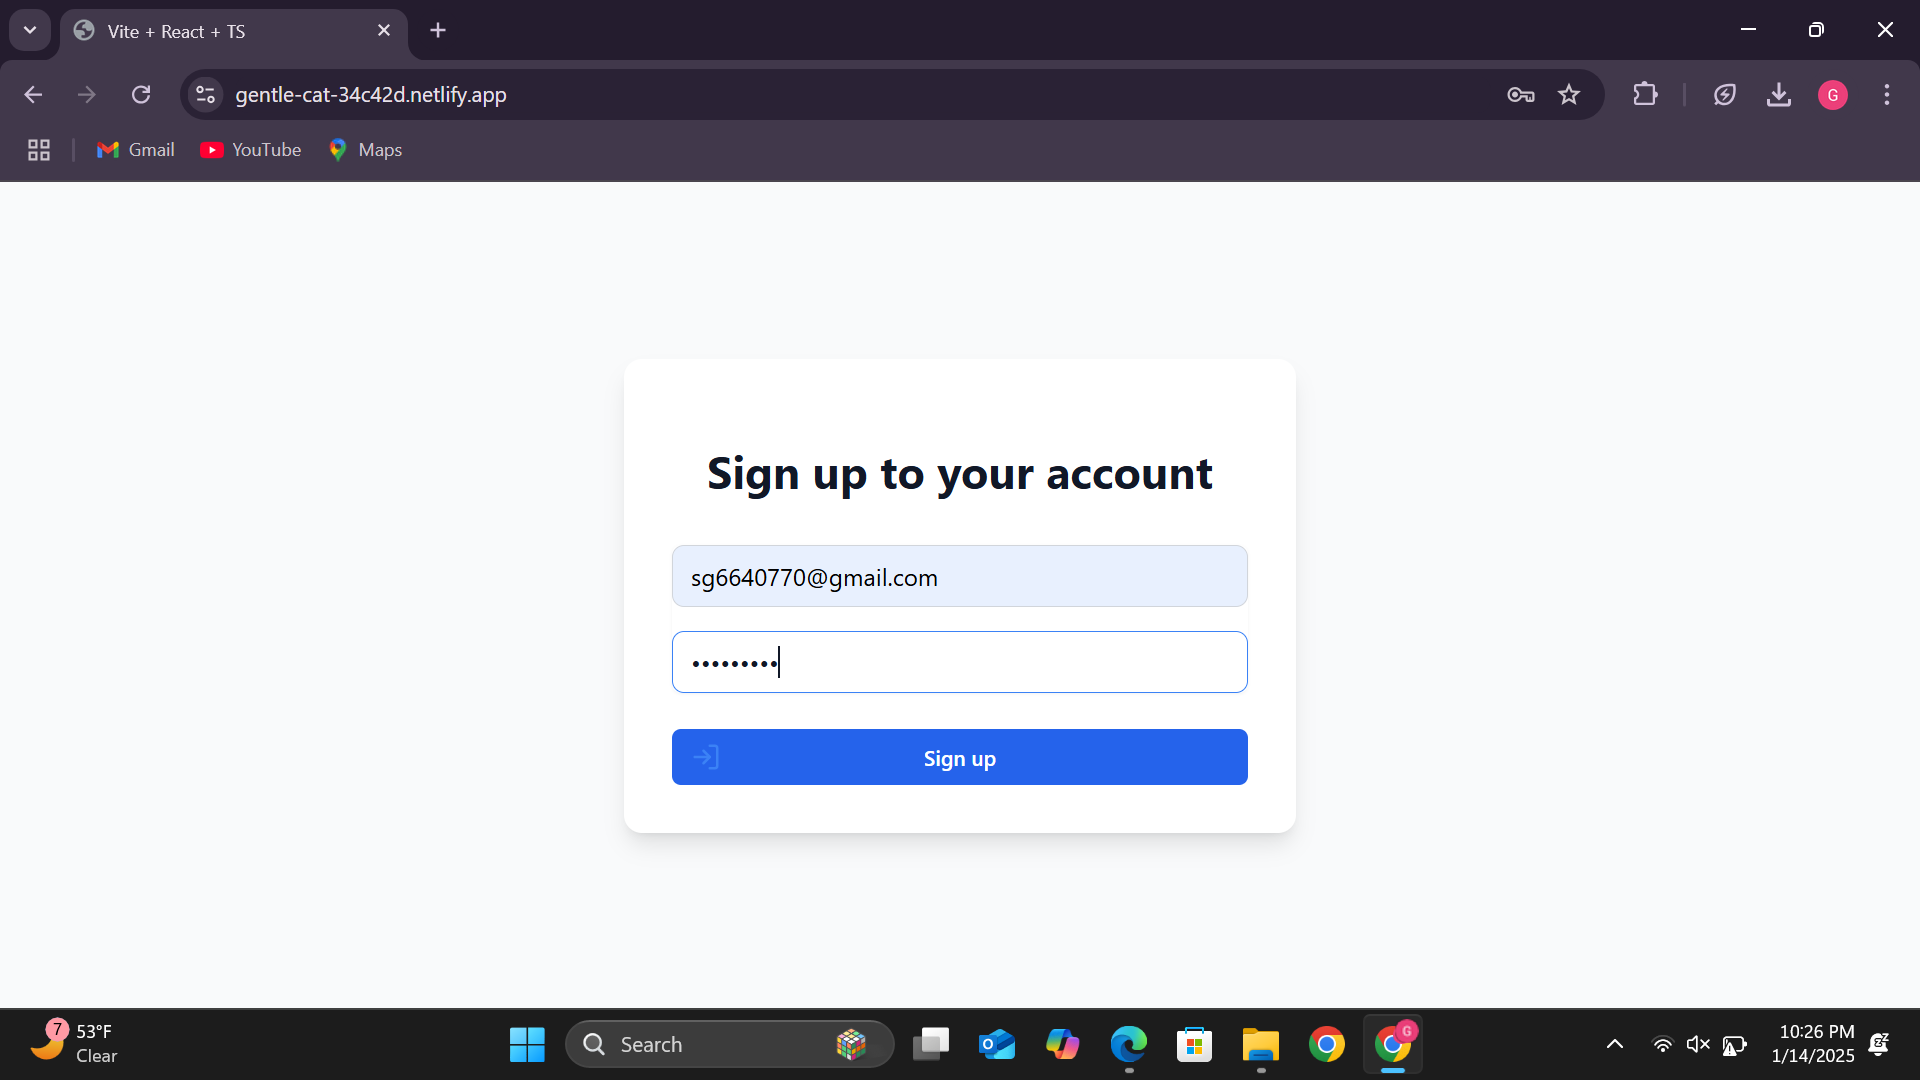 Vite + React + TS
gentle-cat-34c42d.netlify.app
G
Gmail
YouTube
Maps
Sign up to your account
sg6640770@gmail.com
•••••••••
Sign up
7
53°F
Clear
Search
G
10:26 PM
1/14/2025